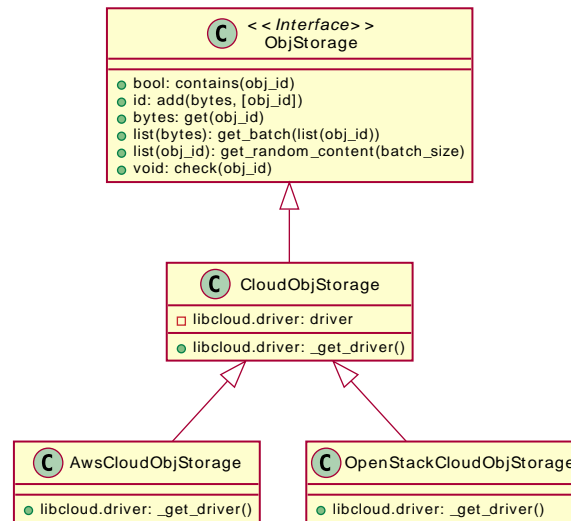 C
<<Interface>>
ObjStorage
bool: contains(obj_id)
id: add(bytes, [obj_id])
bytes: get(obj_id)
list(bytes): get_batch(list(obj_id))
list(obj_id): get_random_content(batch_size)
void: check(obj_id)
C CloudObjStorage
libcloud.driver: driver
libcloud.driver: _get_driver()
C AwsCloudObjStorage
libcloud.driver: _get_driver()
C OpenStackCloudObjStorage
libcloud.driver: _get_driver()